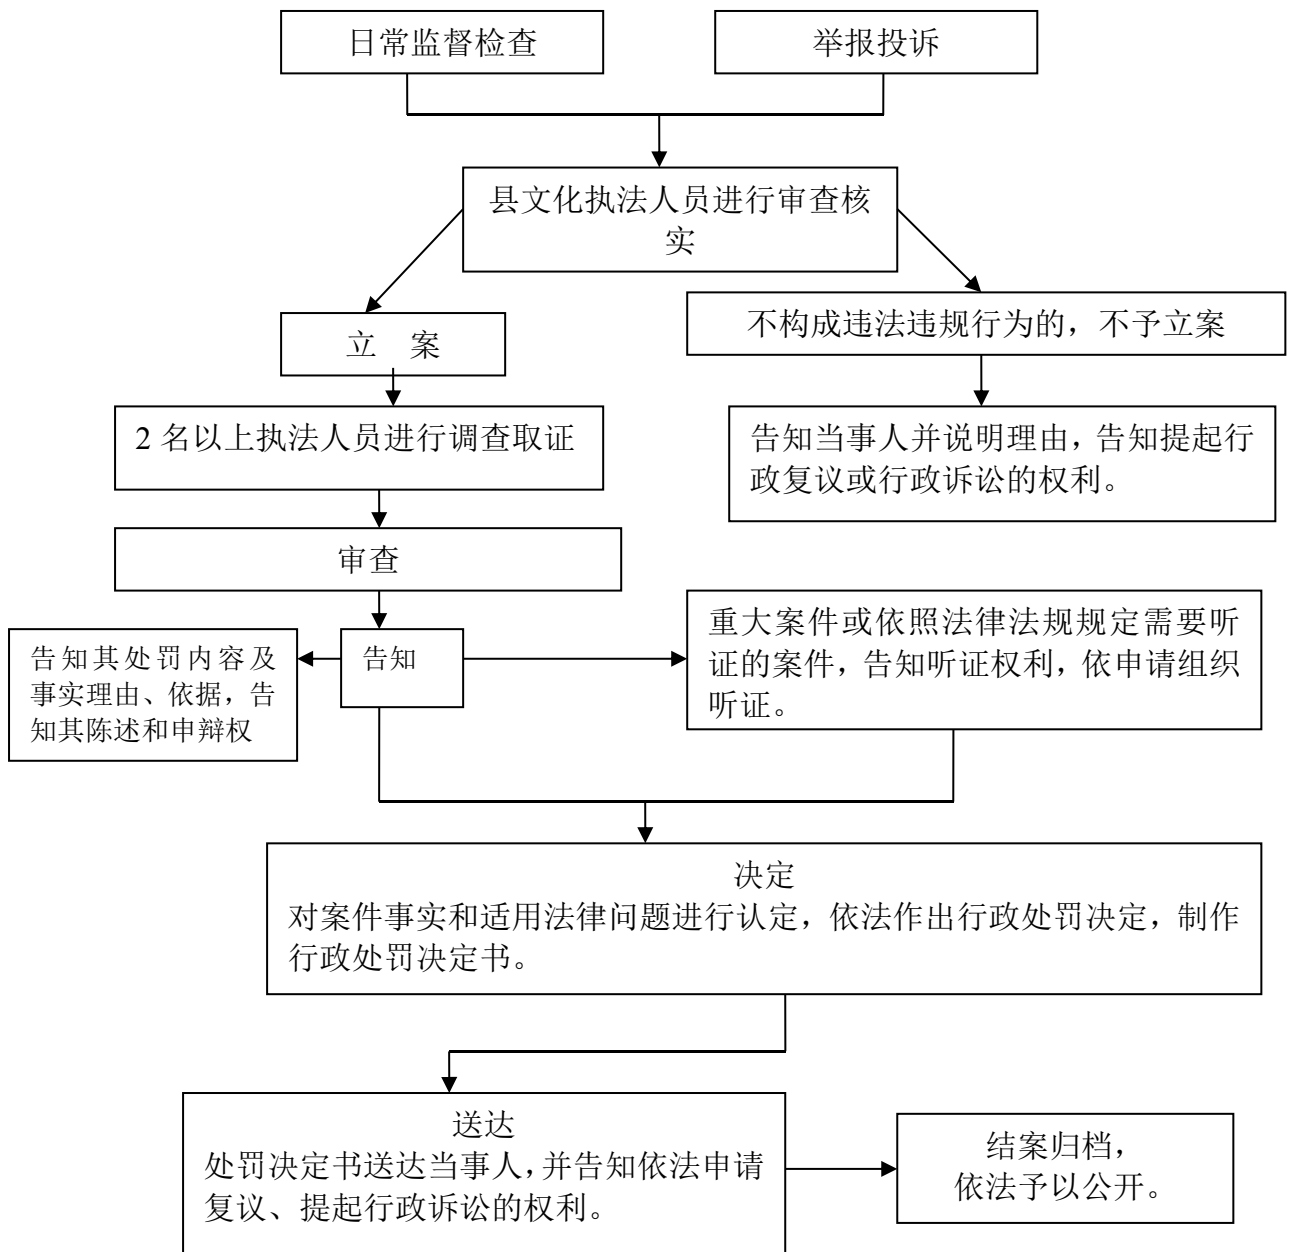 日常监督检查
举报投诉
县文化执法人员进行审查核
实
立　案
不构成违法违规行为的，不予立案
2 名以上执法人员进行调查取证
告知当事人并说明理由，告知提起行
政复议或行政诉讼的权利。
审查
告知其处罚内容及
事实理由、依据，告
知其陈述和申辩权
告知
重大案件或依照法律法规规定需要听
证的案件，告知听证权利，依申请组织
听证。
决定
对案件事实和适用法律问题进行认定，依法作出行政处罚决定，制作
行政处罚决定书。
送达
处罚决定书送达当事人，并告知依法申请
复议、提起行政诉讼的权利。
结案归档，
依法予以公开。